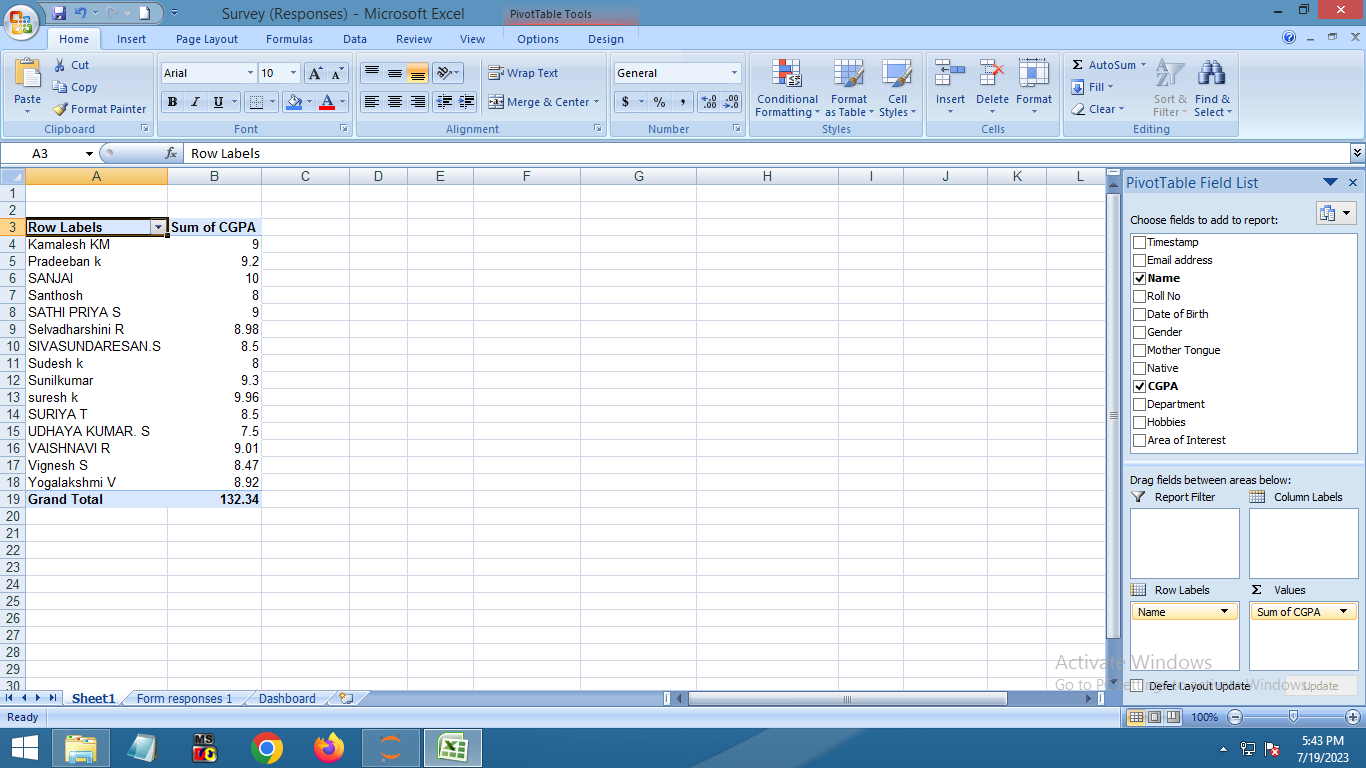 Survey (Responses) - Microsoft Excel
PivotTable Tools
Home Insert Page Layout Formulas Data Review View Options Design
Paste
Cut
Copy
Format Painter
Clipboard
Arial 10
B I U
Font
Wrap Text
Merge & Center
Alignment
General
$ % ,
Number
Conditional Formatting
Format as Table
Cell Styles
Styles
Insert Delete Format
Cells
Σ AutoSum
Fill
Clear
Sort & Filter
Find & Select
Editing
A3 fx Row Labels
A B C D E F G H I J K L
1
2
3 Row Labels Sum of CGPA
4 Kamalesh KM 9
5 Pradeeban k 9.2
6 SANJAI 10
7 Santhosh 8
8 SATHI PRIYA S 9
9 Selvadharshini R 8.98
10 SIVASUNDARESAN.S 8.5
11 Sudesh k 8
12 Sunilkumar 9.3
13 suresh k 9.96
14 SURIYA T 8.5
15 UDHAYA KUMAR. S 7.5
16 VAISHNAVI R 9.01
17 Vignesh S 8.47
18 Yogalakshmi V 8.92
19 Grand Total 132.34
20
21
22
23
24
25
26
27
28
29
30
PivotTable Field List
Choose fields to add to report:
Timestamp
Email address
Name
Roll No
Date of Birth
Gender
Mother Tongue
Native
CGPA
Department
Hobbies
Area of Interest
Drag fields between areas below:
Report Filter Column Labels
Row Labels Σ Values
Name Sum of CGPA
Activate Windows
Go to Windows
Defer Layout Update Update
Sheet1 Form responses 1 Dashboard
Ready 100%
MS
5:43 PM
7/19/2023